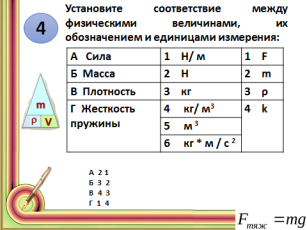 4
Установите соответствие между
физическими величинами, их
обозначением и единицами измерения:
А Сила 1 Н/ м 1 F
Б Масса 2 Н 2 m
В Плотность 3 кг 3 ρ
Г Жесткость пружины 4 кг/ м³ 4 k
5 м³
6 кг * м / с ²
m
ρ V
А 2 1
Б 3 2
В 4 3
Г 1 4
Fтяж =mg